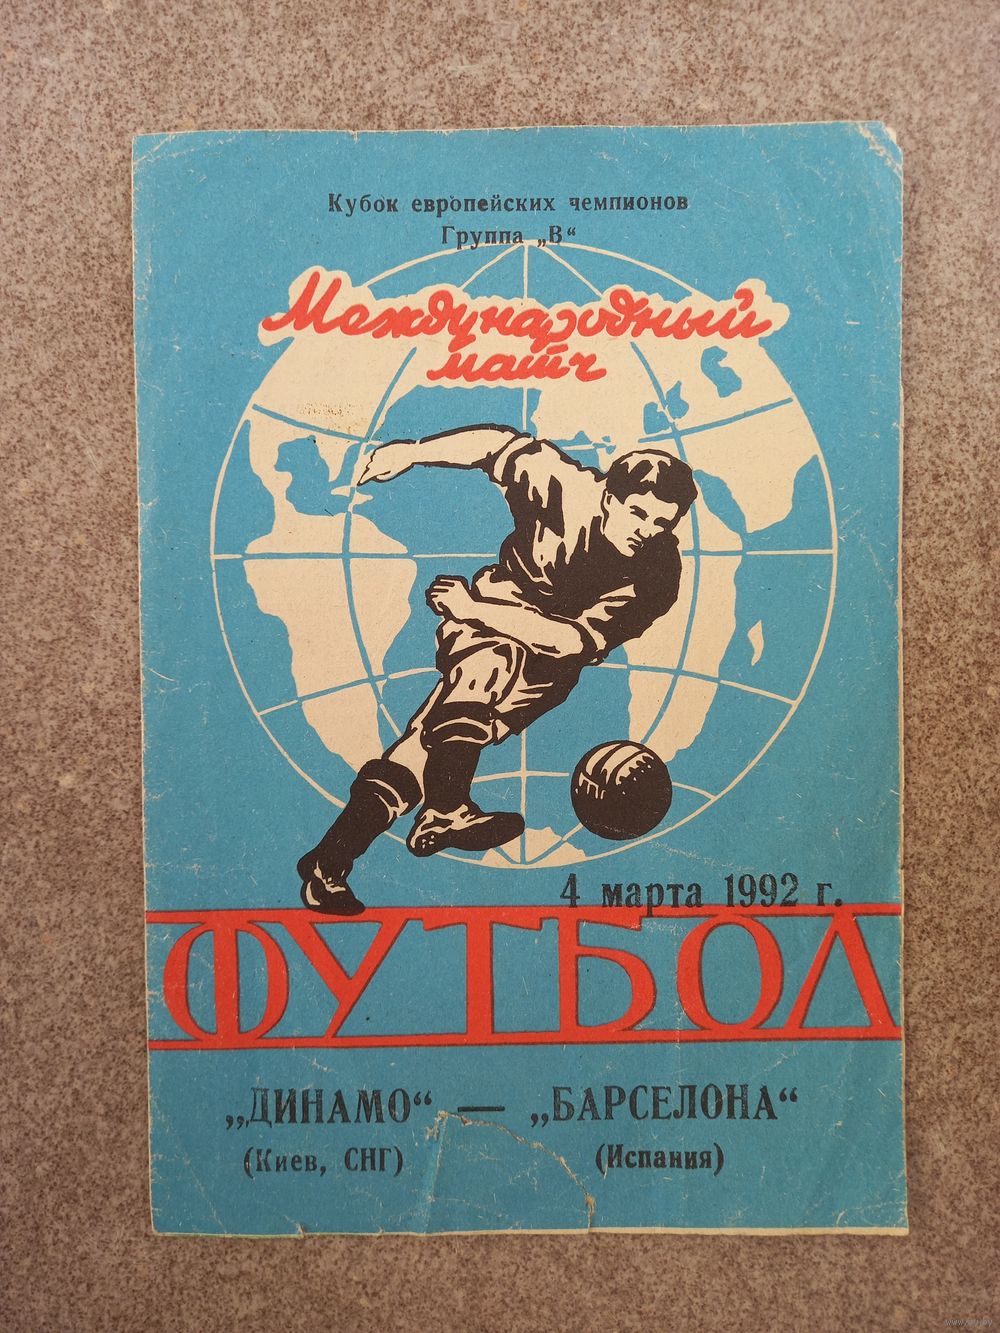 Кубок европейских чемпионов
Группа „В“
Международный
матч
4 марта 1992 г.
ФУТБОЛ
„ДИНАМО“ — „БАРСЕЛОНА“
(Киев, СНГ) (Испания)